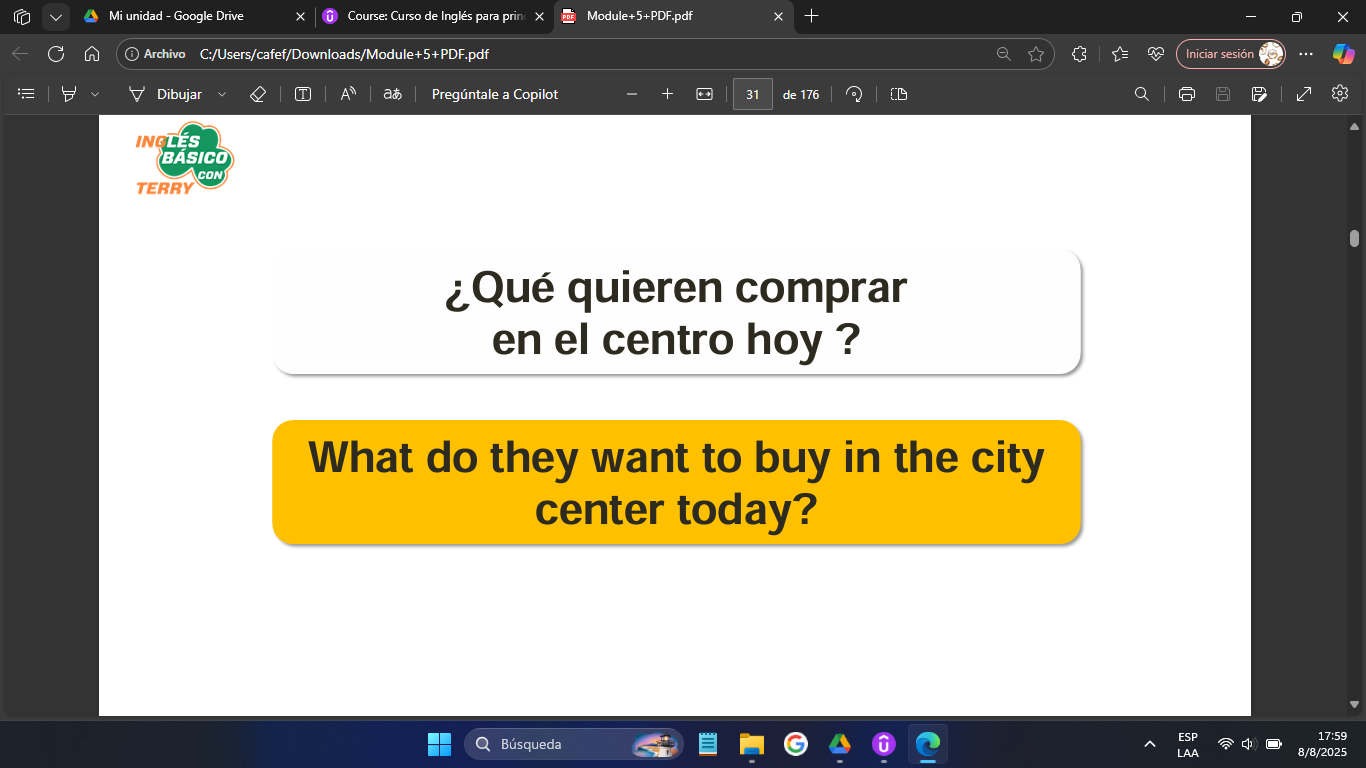 Mi unidad - Google Drive
Course: Curso de Inglés para prin
Module+5+PDF.pdf
Archivo C:/Users/cafef/Downloads/Module+5+PDF.pdf
Iniciar sesión
Dibujar
aあ
Pregúntale a Copilot
31 de 176
INGLÉS
BÁSICO
CON
TERRY
¿Qué quieren comprar
en el centro hoy ?
What do they want to buy in the city
center today?
Búsqueda
ESP
LAA
17:59
8/8/2025